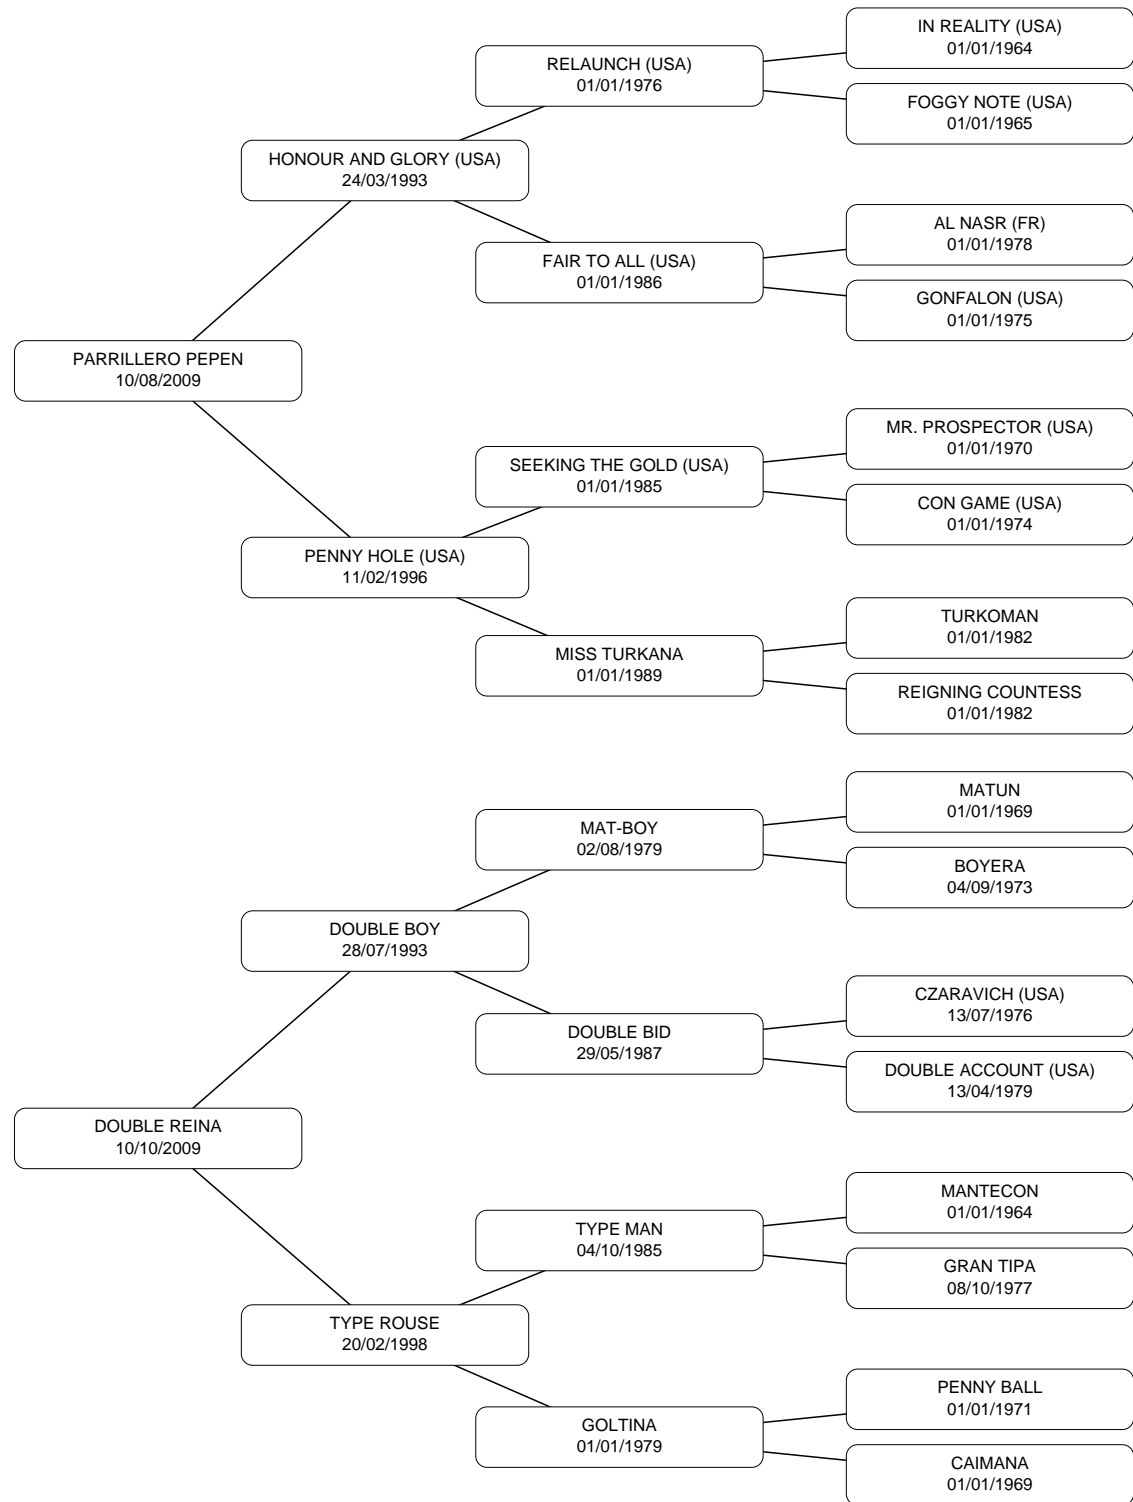 IN REALITY (USA)
01/01/1964
RELAUNCH (USA)
01/01/1976
FOGGY NOTE (USA)
01/01/1965
HONOUR AND GLORY (USA)
24/03/1993
AL NASR (FR)
01/01/1978
FAIR TO ALL (USA)
01/01/1986
GONFALON (USA)
01/01/1975
PARRILLERO PEPEN
10/08/2009
MR. PROSPECTOR (USA)
01/01/1970
SEEKING THE GOLD (USA)
01/01/1985
CON GAME (USA)
01/01/1974
PENNY HOLE (USA)
11/02/1996
TURKOMAN
01/01/1982
MISS TURKANA
01/01/1989
REIGNING COUNTESS
01/01/1982
MATUN
01/01/1969
MAT-BOY
02/08/1979
BOYERA
04/09/1973
DOUBLE BOY
28/07/1993
CZARAVICH (USA)
13/07/1976
DOUBLE BID
29/05/1987
DOUBLE ACCOUNT (USA)
13/04/1979
DOUBLE REINA
10/10/2009
MANTECON
01/01/1964
TYPE MAN
04/10/1985
GRAN TIPA
08/10/1977
TYPE ROUSE
20/02/1998
PENNY BALL
01/01/1971
GOLTINA
01/01/1979
CAIMANA
01/01/1969